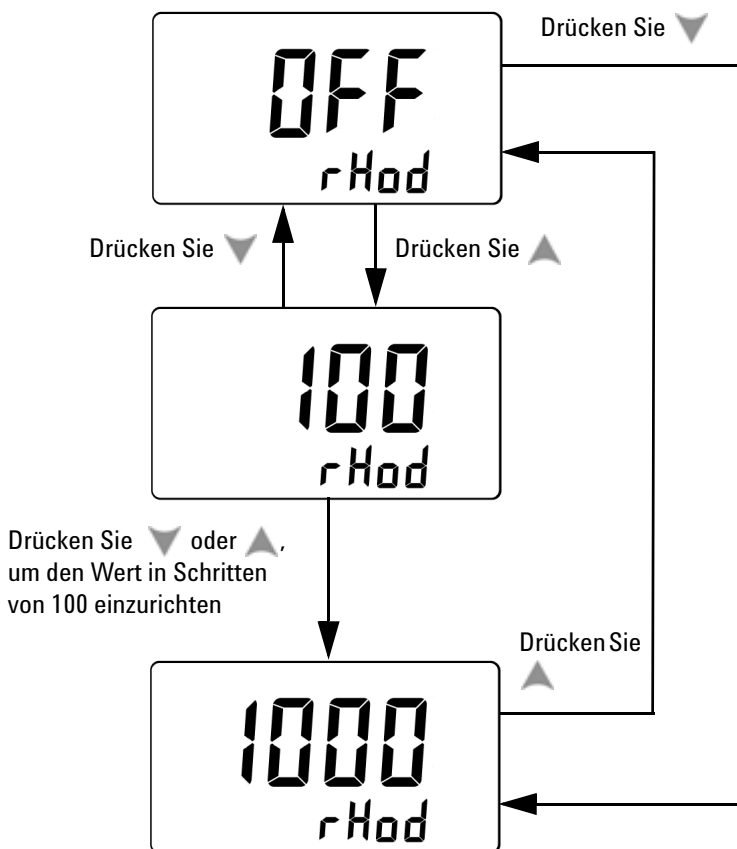 Drücken Sie
OFF
rHod
Drücken Sie
Drücken Sie
100
rHod
Drücken Sie oder ,
um den Wert in Schritten
von 100 einzurichten
Drücken Sie
1000
rHod